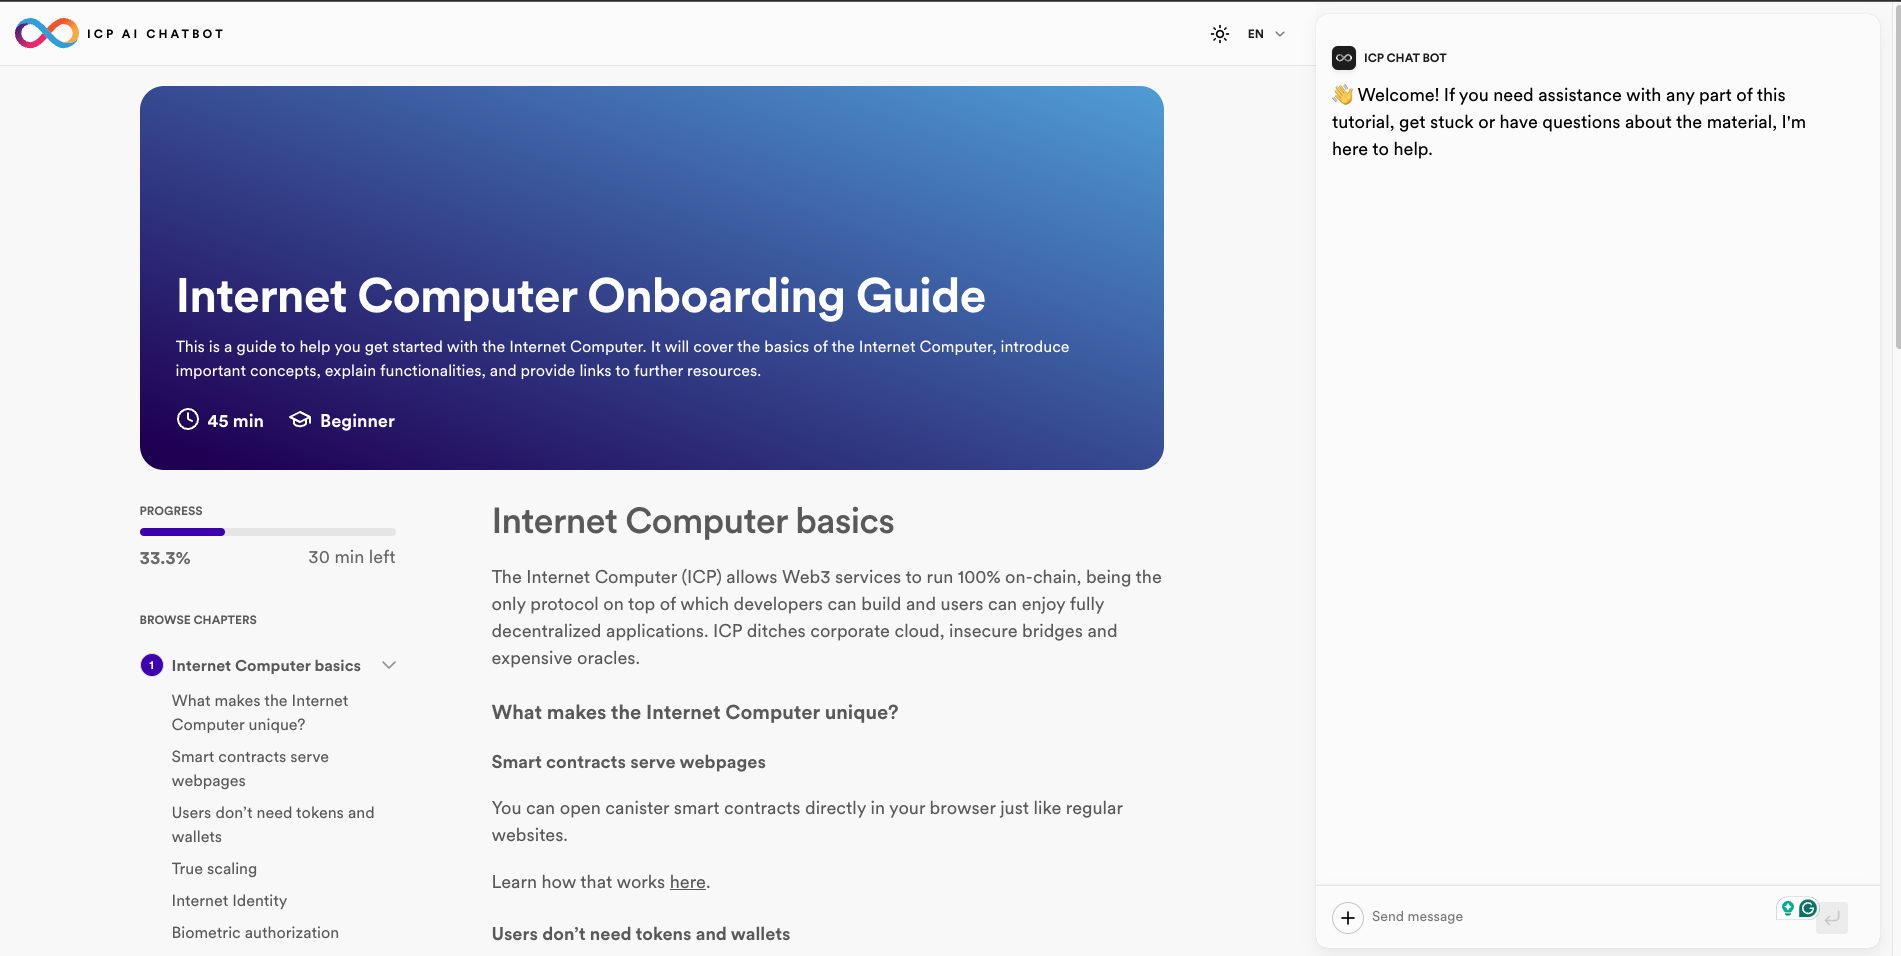 ICP AI CHATBOT
EN
Internet Computer Onboarding Guide
This is a guide to help you get started with the Internet Computer. It will cover the basics of the Internet Computer, introduce
important concepts, explain functionalities, and provide links to further resources.
45 min
Beginner
PROGRESS
33.3%
30 min left
BROWSE CHAPTERS
1
Internet Computer basics
What makes the Internet
Computer unique?
Smart contracts serve
webpages
Users don’t need tokens and
wallets
True scaling
Internet Identity
Biometric authorization
Internet Computer basics
The Internet Computer (ICP) allows Web3 services to run 100% on-chain, being the
only protocol on top of which developers can build and users can enjoy fully
decentralized applications. ICP ditches corporate cloud, insecure bridges and
expensive oracles.
What makes the Internet Computer unique?
Smart contracts serve webpages
You can open canister smart contracts directly in your browser just like regular
websites.
Learn how that works here.
Users don’t need tokens and wallets
ICP CHAT BOT
👋 Welcome! If you need assistance with any part of this
tutorial, get stuck or have questions about the material, I'm
here to help.
Send message